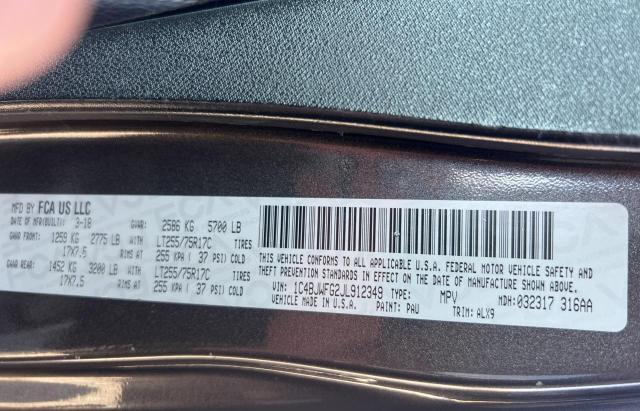 MFD BY FCA US LLC
DATE OF MFR(BUILT): 3-18 GVWR: 2586 KG 5700 LB
GAWR FRONT: 1259 KG 2775 LB WITH LT255/75R17C TIRES
17X7.5 RIMS AT 255 KPA ( 37 PSI) COLD
GAWR REAR: 1452 KG 3200 LB WITH LT255/75R17C TIRES
17X7.5 RIMS AT 255 KPA ( 37 PSI) COLD
THIS VEHICLE CONFORMS TO ALL APPLICABLE U.S.A. FEDERAL MOTOR VEHICLE SAFETY AND
THEFT PREVENTION STANDARDS IN EFFECT ON THE DATE OF MANUFACTURE SHOWN ABOVE.
VIN: 1C4BJWFG2JL912349 TYPE: MPV MDH: 032317 316AA
VEHICLE MADE IN U.S.A. PAINT: PAU TRIM: ALX9